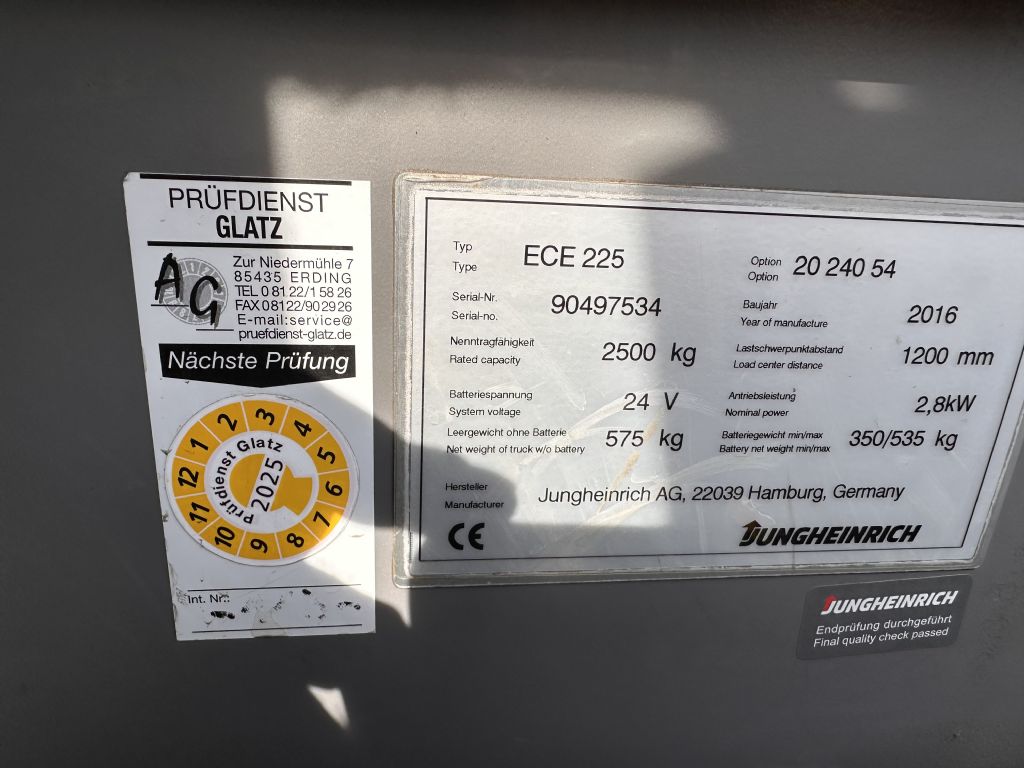 PRÜFDIENST
GLATZ
AG
Zur Niedermühle 7
85435 ERDING
TEL 0 81 22/1 58 26
FAX 0 81 22/90 29 26
E-mail:service@
pruefdienst-glatz.de
Nächste Prüfung
1 2 3 4 5 6 7 8 9 10 11 12
Prüfdienst Glatz
2025
Int. Nr.:
Typ ECE 225 Option 20 240 54
Type Option
Serial-Nr. 90497534 Baujahr 2016
Serial-no. Year of manufacture
Nenntragfähigkeit 2500 kg Lastschwerpunktabstand 1200 mm
Rated capacity Load center distance
Batteriespannung 24 V Antriebsleistung 2,8kW
System voltage Nominal power
Leergewicht ohne Batterie 575 kg Batteriegewicht min/max 350/535 kg
Net weight of truck w/o battery Battery net weight min/max
Hersteller Jungheinrich AG, 22039 Hamburg, Germany
Manufacturer
CE JUNGHEINRICH
JUNGHEINRICH
Endprüfung durchgeführt
Final quality check passed